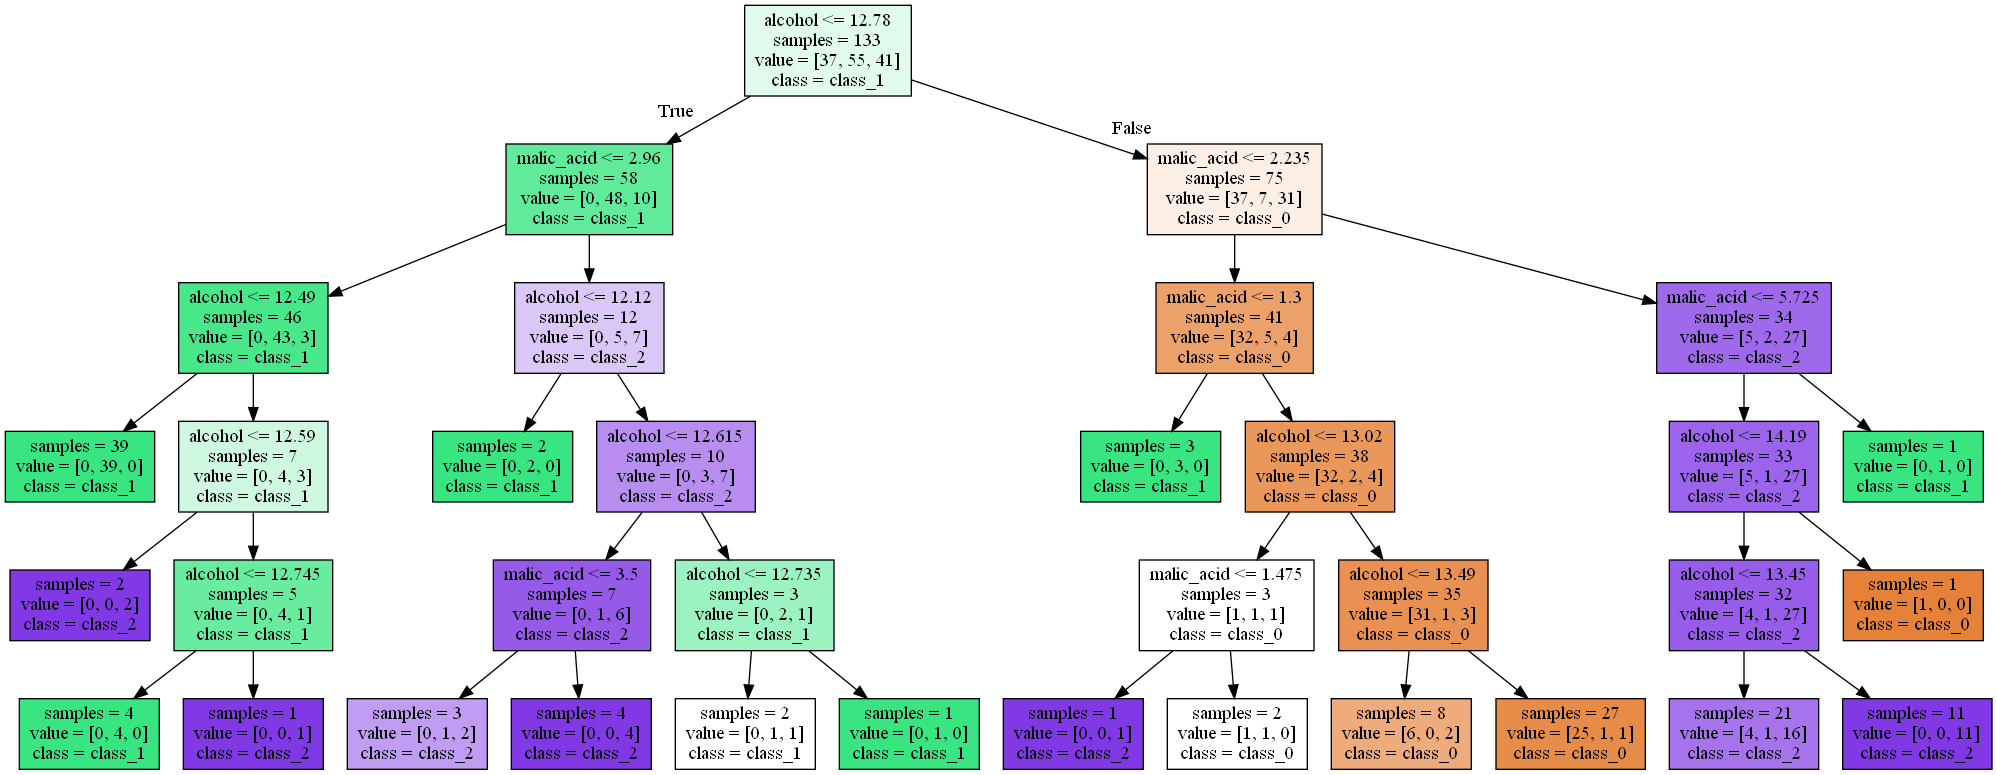 alcohol <= 12.78
samples = 133
value = [37, 55, 41]
class = class_1
True
False
malic_acid <= 2.96
samples = 58
value = [0, 48, 10]
class = class_1
malic_acid <= 2.235
samples = 75
value = [37, 7, 31]
class = class_0
alcohol <= 12.49
samples = 46
value = [0, 43, 3]
class = class_1
alcohol <= 12.12
samples = 12
value = [0, 5, 7]
class = class_2
malic_acid <= 1.3
samples = 41
value = [32, 5, 4]
class = class_0
malic_acid <= 5.725
samples = 34
value = [5, 2, 27]
class = class_2
samples = 39
value = [0, 39, 0]
class = class_1
alcohol <= 12.59
samples = 7
value = [0, 4, 3]
class = class_1
samples = 2
value = [0, 2, 0]
class = class_1
alcohol <= 12.615
samples = 10
value = [0, 3, 7]
class = class_2
samples = 3
value = [0, 3, 0]
class = class_1
alcohol <= 13.02
samples = 38
value = [32, 2, 4]
class = class_0
alcohol <= 14.19
samples = 33
value = [5, 1, 27]
class = class_2
samples = 1
value = [0, 1, 0]
class = class_1
samples = 2
value = [0, 0, 2]
class = class_2
alcohol <= 12.745
samples = 5
value = [0, 4, 1]
class = class_1
malic_acid <= 3.5
samples = 7
value = [0, 1, 6]
class = class_2
alcohol <= 12.735
samples = 3
value = [0, 2, 1]
class = class_1
malic_acid <= 1.475
samples = 3
value = [1, 1, 1]
class = class_0
alcohol <= 13.49
samples = 35
value = [31, 1, 3]
class = class_0
alcohol <= 13.45
samples = 32
value = [4, 1, 27]
class = class_2
samples = 1
value = [1, 0, 0]
class = class_0
samples = 4
value = [0, 4, 0]
class = class_1
samples = 1
value = [0, 0, 1]
class = class_2
samples = 3
value = [0, 1, 2]
class = class_2
samples = 4
value = [0, 0, 4]
class = class_2
samples = 2
value = [0, 1, 1]
class = class_1
samples = 1
value = [0, 1, 0]
class = class_1
samples = 1
value = [0, 0, 1]
class = class_2
samples = 2
value = [1, 1, 0]
class = class_0
samples = 8
value = [6, 0, 2]
class = class_0
samples = 27
value = [25, 1, 1]
class = class_0
samples = 21
value = [4, 1, 16]
class = class_2
samples = 11
value = [0, 0, 11]
class = class_2